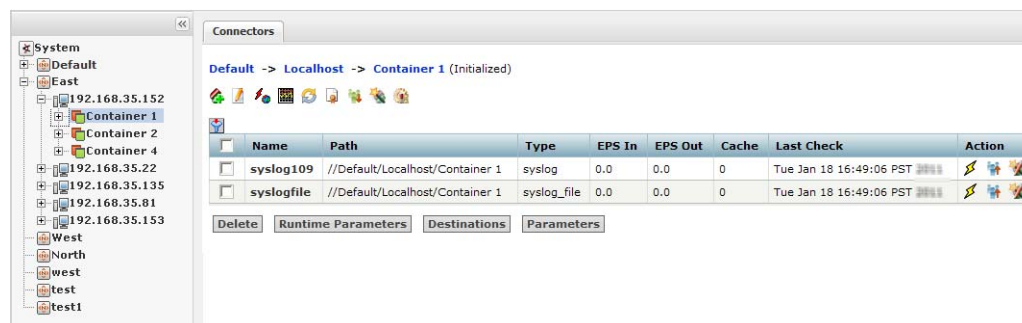 System
Default
East
192.168.35.152
Container 1
Container 2
Container 4
192.168.35.22
192.168.35.135
192.168.35.81
192.168.35.153
West
North
west
test
test1
Connectors
Default -> Localhost -> Container 1 (Initialized)
Name Path Type EPS In EPS Out Cache Last Check Action
syslog109 //Default/Localhost/Container 1 syslog 0.0 0.0 0 Tue Jan 18 16:49:06 PST
syslogfile //Default/Localhost/Container 1 syslog_file 0.0 0.0 0 Tue Jan 18 16:49:06 PST
Delete Runtime Parameters Destinations Parameters